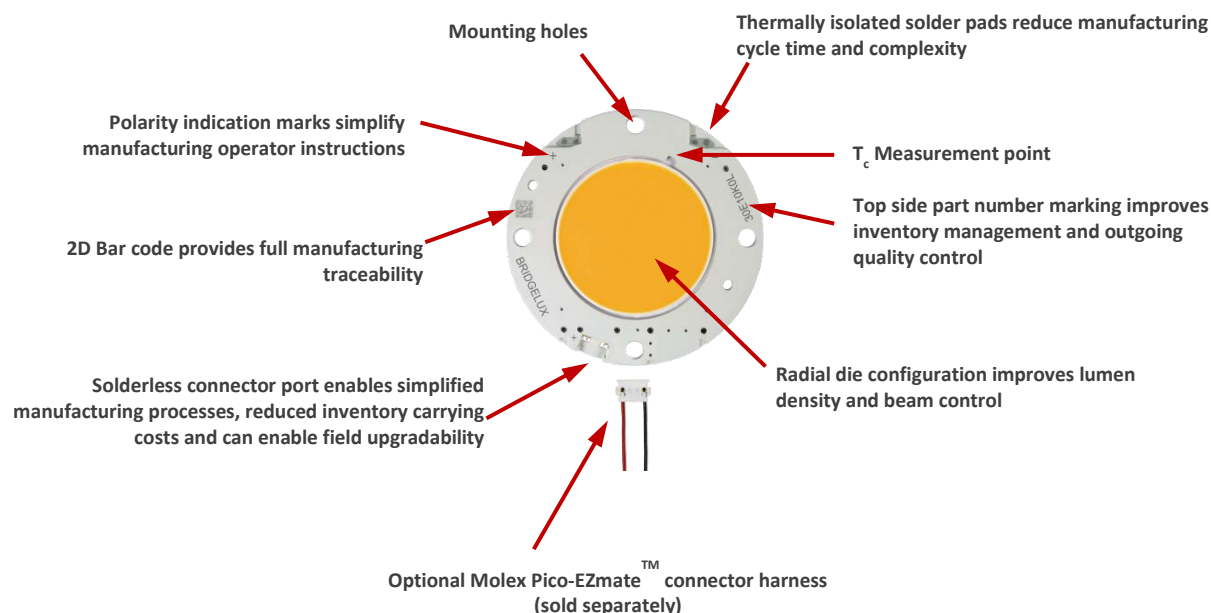 Mounting holes
Thermally isolated solder pads reduce manufacturing
cycle time and complexity
Polarity indication marks simplify
manufacturing operator instructions
T_c Measurement point
Top side part number marking improves
inventory management and outgoing
quality control
2D Bar code provides full manufacturing
traceability
30E10K0L
BRIDGELUX
+
+
Solderless connector port enables simplified
manufacturing processes, reduced inventory carrying
costs and can enable field upgradability
Radial die configuration improves lumen
density and beam control
Optional Molex Pico-EZmate™ connector harness
(sold separately)